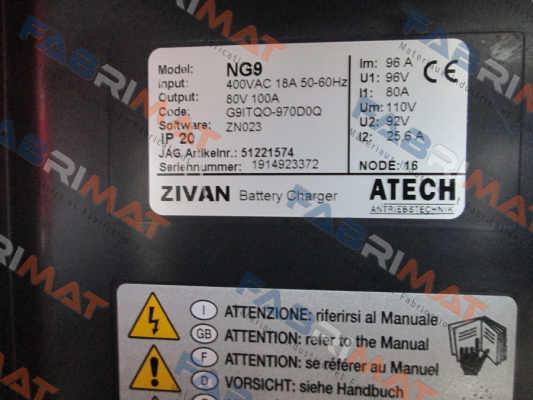 Model: NG9
Input: 400VAC 18A 50-60Hz
Output: 80V 100A
Code: G9ITQO-970D0Q
Software: ZN023
IP 20
JAG Artikelnr.: 51221574
Seriennummer: 1914923372
Im: 96 A
U1: 96V
I1: 80A
Um: 110V
U2: 92V
I2: 25,6 A
NODE: 16
CE
ZIVAN Battery Charger
ATECH
ANTRIEBSTECHNIK
I ATTENZIONE: riferirsi al Manuale
GB ATTENTION: refer to the Manual
F ATTENTION: se référer au Manuel
D VORSICHT: siehe Handbuch
FABRIMAT
FABRIMAT
FABRIMAT